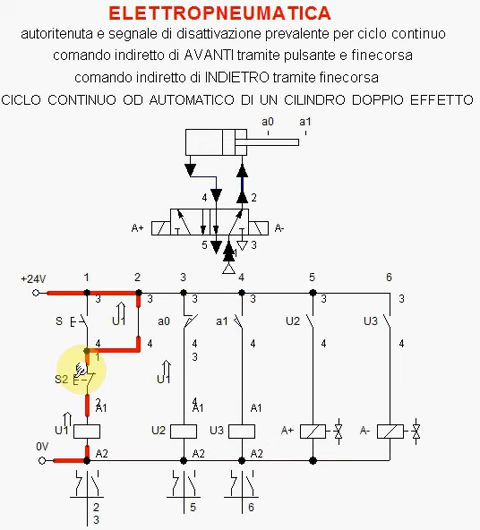 ELETTROPNEUMATICA
autoritenuta e segnale di disattivazione prevalente per ciclo continuo
comando indiretto di AVANTI tramite pulsante e finecorsa
comando indiretto di INDIETRO tramite finecorsa
CICLO CONTINUO OD AUTOMATICO DI UN CILINDRO DOPPIO EFFETTO
a0 a1
4 2
A+ A-
5 1 3
+24V 1 2 3 4 5 6
3 3 3 3 3 3
S U1 a0 a1 U2 U3
4 4 4 4 4 4
1 3
S2 U1
2 4
A1 A1 A1
U1 U2 U3 A+ A-
0V A2 A2 A2
2 5 6
3